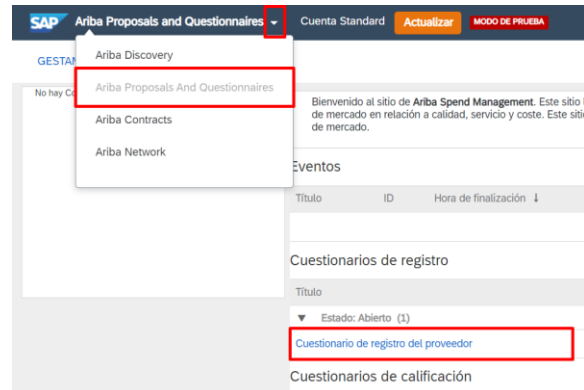 SAP Ariba Proposals and Questionnaires Cuenta Standard Actualizar MODO DE PRUEBA
Ariba Discovery
GESTA
Ariba Proposals And Questionnaires
No hay
Ariba Contracts
Ariba Network
Bienvenido al sitio de Ariba Spend Management. Este sitio
de mercado en relación a calidad, servicio y coste. Este
de mercado.
Eventos
Título ID Hora de finalización ↓
Cuestionarios de registro
Título
▼ Estado: Abierto (1)
Cuestionario de registro del proveedor
Cuestionarios de calificación